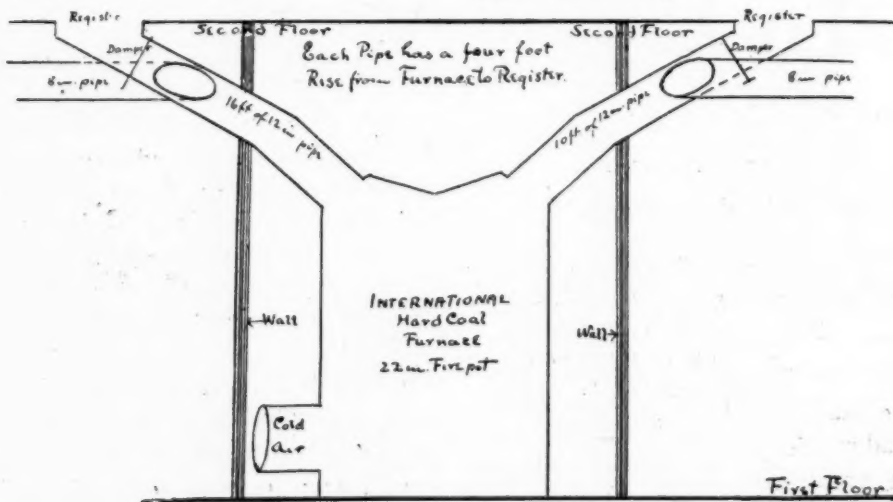 Register
Register
Second Floor
Second Floor
Damper
Damper
Each Pipe has a four foot
Rise from Furnace to Register.
8 in. pipe
8 in pipe
16 ft of 12 in. pipe
10 ft of 12 in. pipe
INTERNATIONAL
Hard Coal
Furnace
22 in. Firepot
Wall
Wall
Cold
Air
First Floor